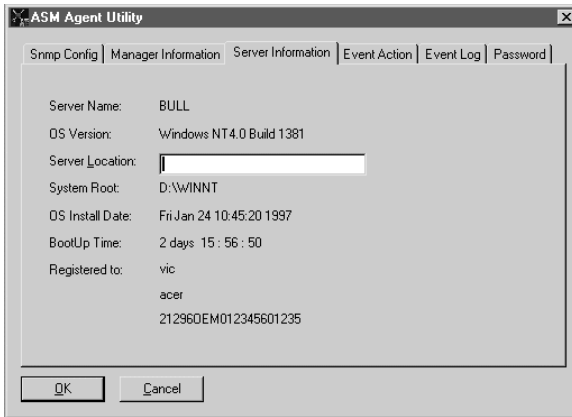 ASM Agent Utility
Snmp Config Manager Information Server Information Event Action Event Log Password
Server Name: BULL
OS Version: Windows NT4.0 Build 1381
Server Location:
System Root: D:\WINNT
OS Install Date: Fri Jan 24 10:45:20 1997
BootUp Time: 2 days 15 : 56 : 50
Registered to: vic
acer
21296OEM012345601235
OK Cancel